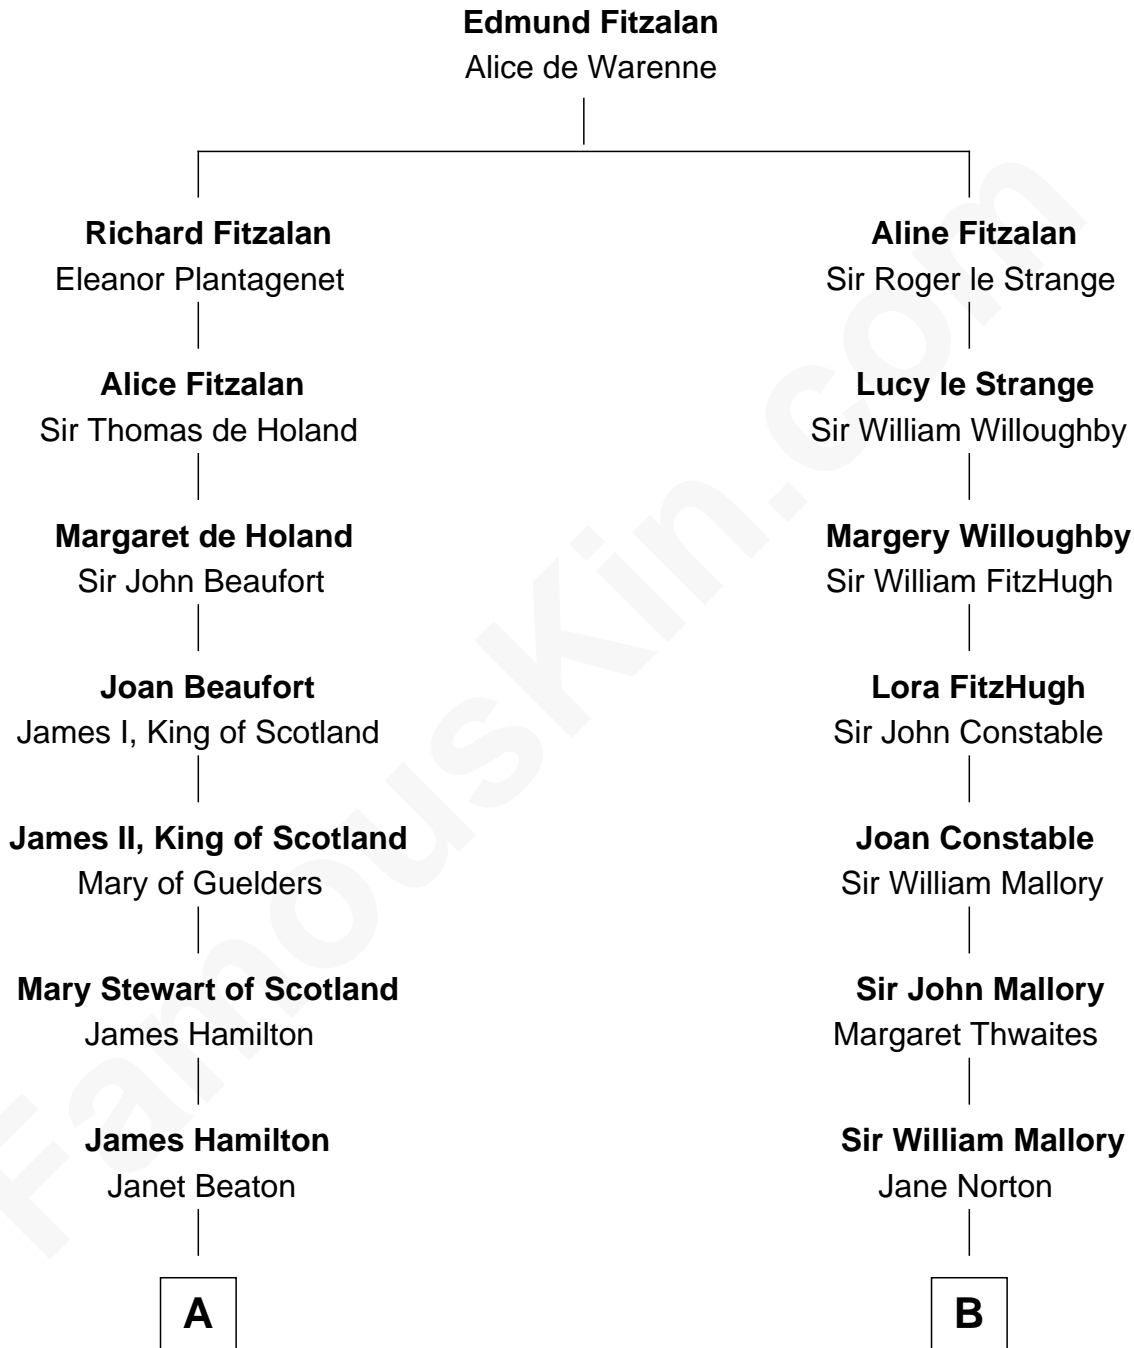 Edmund Fitzalan
Alice de Warenne
Richard Fitzalan
Eleanor Plantagenet
Aline Fitzalan
Sir Roger le Strange
Alice Fitzalan
Sir Thomas de Holand
Lucy le Strange
Sir William Willoughby
Margaret de Holand
Sir John Beaufort
Margery Willoughby
Sir William FitzHugh
Joan Beaufort
James I, King of Scotland
Lora FitzHugh
Sir John Constable
James II, King of Scotland
Mary of Guelders
Joan Constable
Sir William Mallory
Mary Stewart of Scotland
James Hamilton
Sir John Mallory
Margaret Thwaites
James Hamilton
Janet Beaton
Sir William Mallory
Jane Norton
A
B
FamousKin.com